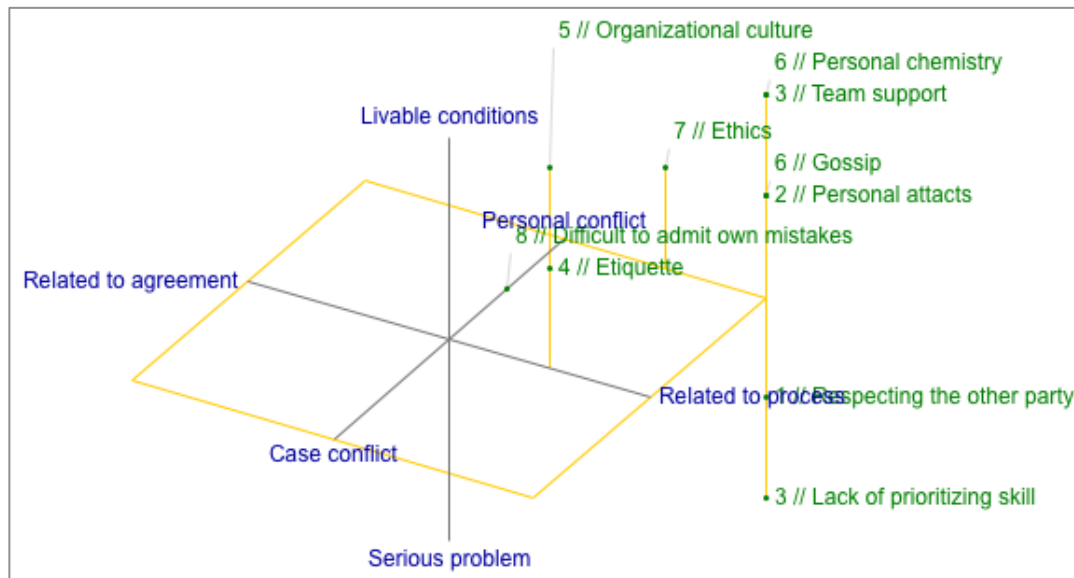 5 // Organizational culture
6 // Personal chemistry
3 // Team support
Livable conditions
7 // Ethics
6 // Gossip
2 // Personal attacts
Personal conflict
8 // Difficult to admit own mistakes
4 // Etiquette
Related to agreement
Related to process
1 // Respecting the other party
Case conflict
3 // Lack of prioritizing skill
Serious problem